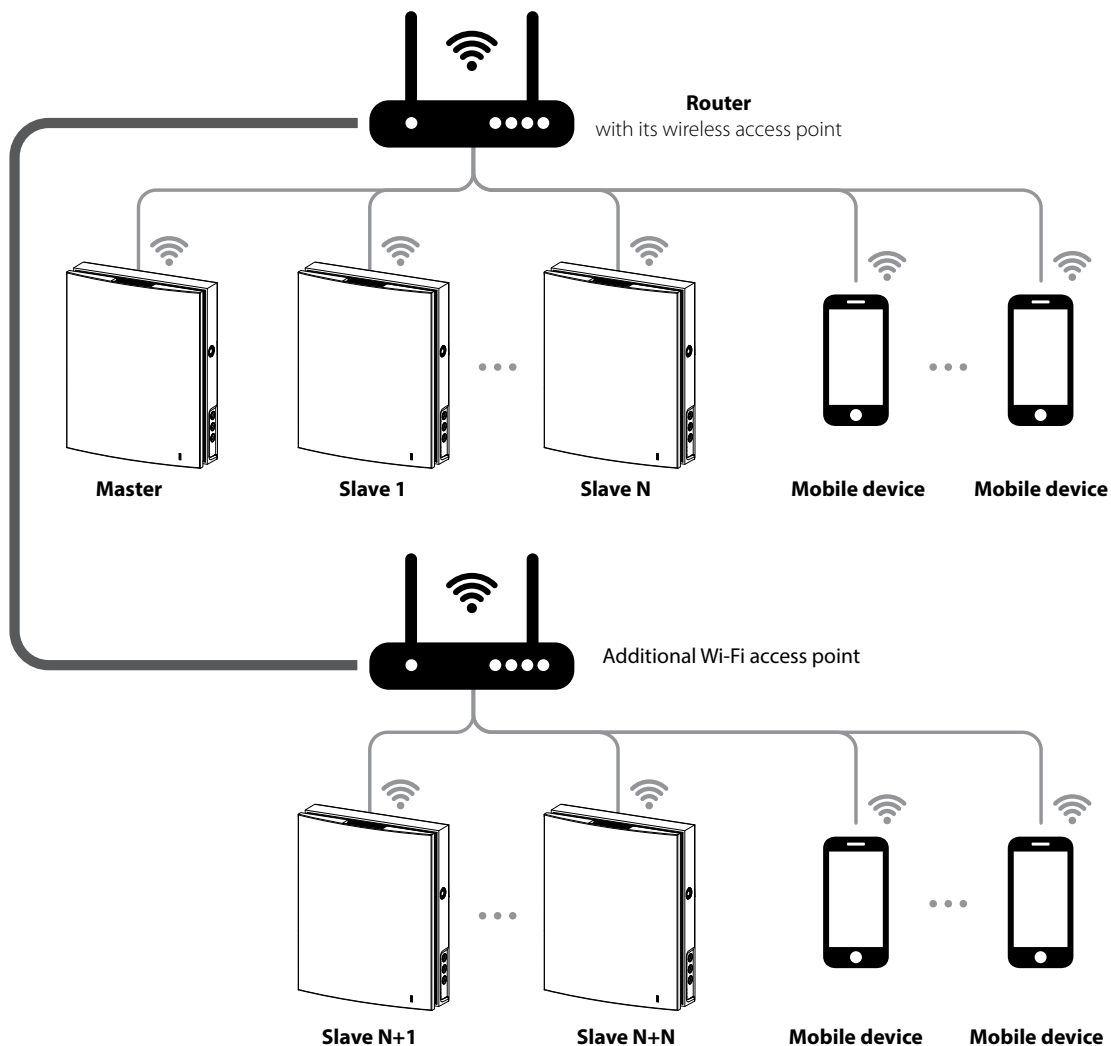 Router
with its wireless access point
Master
Slave 1
Slave N
Mobile device
Mobile device
Additional Wi-Fi access point
Slave N+1
Slave N+N
Mobile device
Mobile device